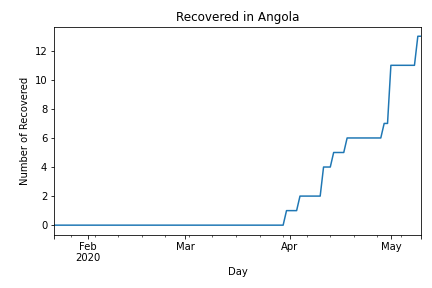 Recovered in Angola
Number of Recovered
12
10
8
6
4
2
0
Feb
2020
Mar
Apr
May
Day